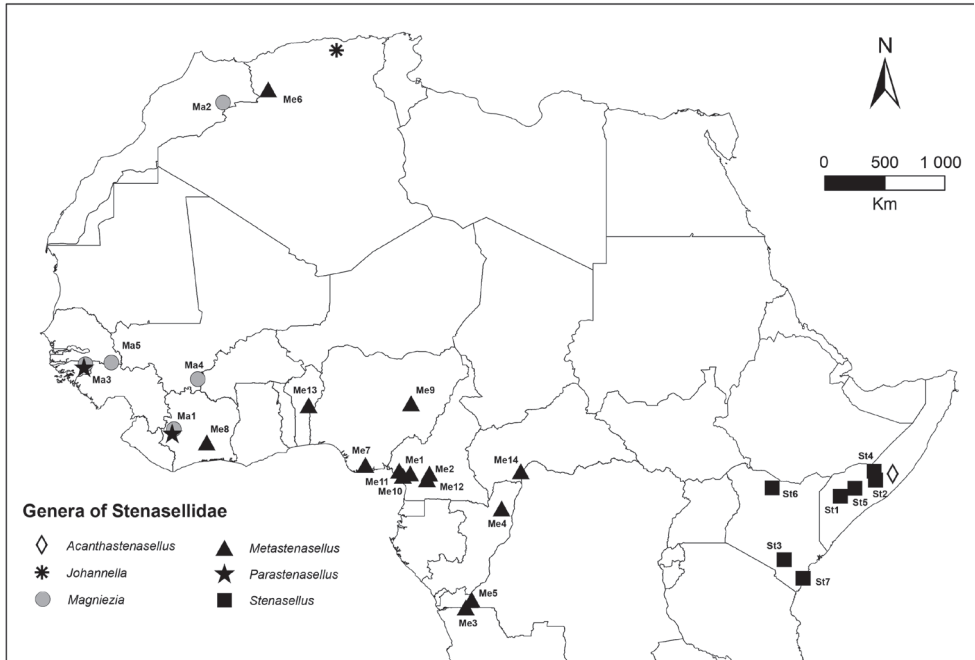 N
0 500 1 000
Km
Me6
Ma2
Ma5
Ma3
Ma4
Me13
Me9
Ma1
Me8
Me7
Me1
Me2
Me14
Me11
Me10
Me12
St4
St6
St2
St5
St1
Me4
St3
St7
Me5
Me3
Genera of Stenasellidae
Acanthastenasellus
Metastenasellus
Johannella
Parastenasellus
Magniezia
Stenasellus